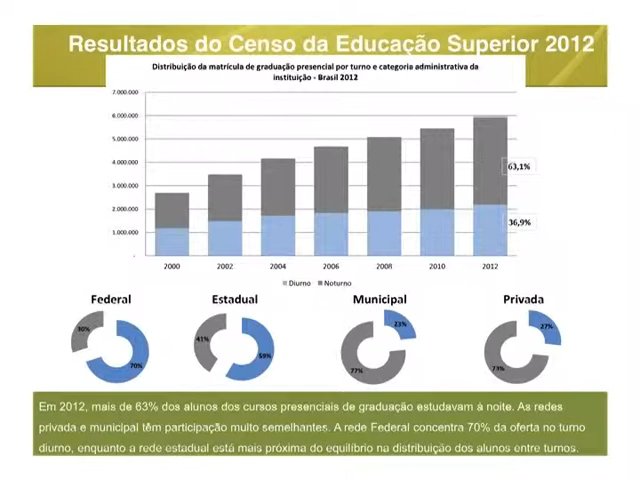 Resultados do Censo da Educação Superior 2012
Distribuição da matrícula de graduação presencial por turno e categoria administrativa da
instituição - Brasil 2012
7.000.000
6.000.000
5.000.000
4.000.000
3.000.000
2.000.000
1.000.000
-
63,1%
36,9%
2000 2002 2004 2006 2008 2010 2012
Diurno Noturno
Federal Estadual Municipal Privada
30% 70%
41% 59%
23% 77%
27% 73%
Em 2012, mais de 63% dos alunos dos cursos presenciais de graduação estudavam à noite. As redes
privada e municipal têm participação muito semelhantes. A rede Federal concentra 70% da oferta no turno
diurno, enquanto a rede estadual está mais próxima do equilíbrio na distribuição dos alunos entre turnos.